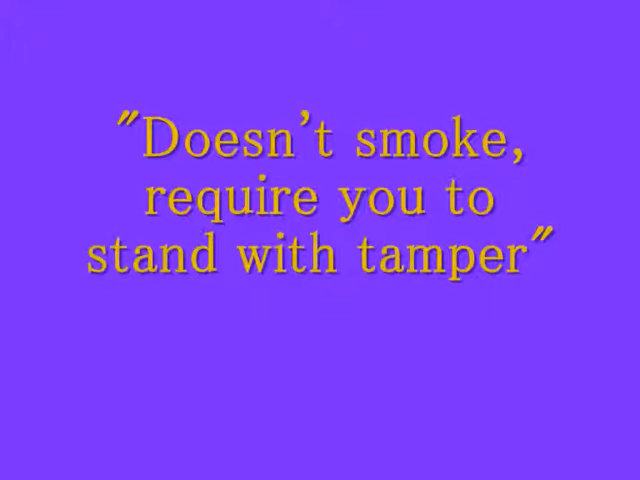 "Doesn't smoke,
require you to
stand with tamper"